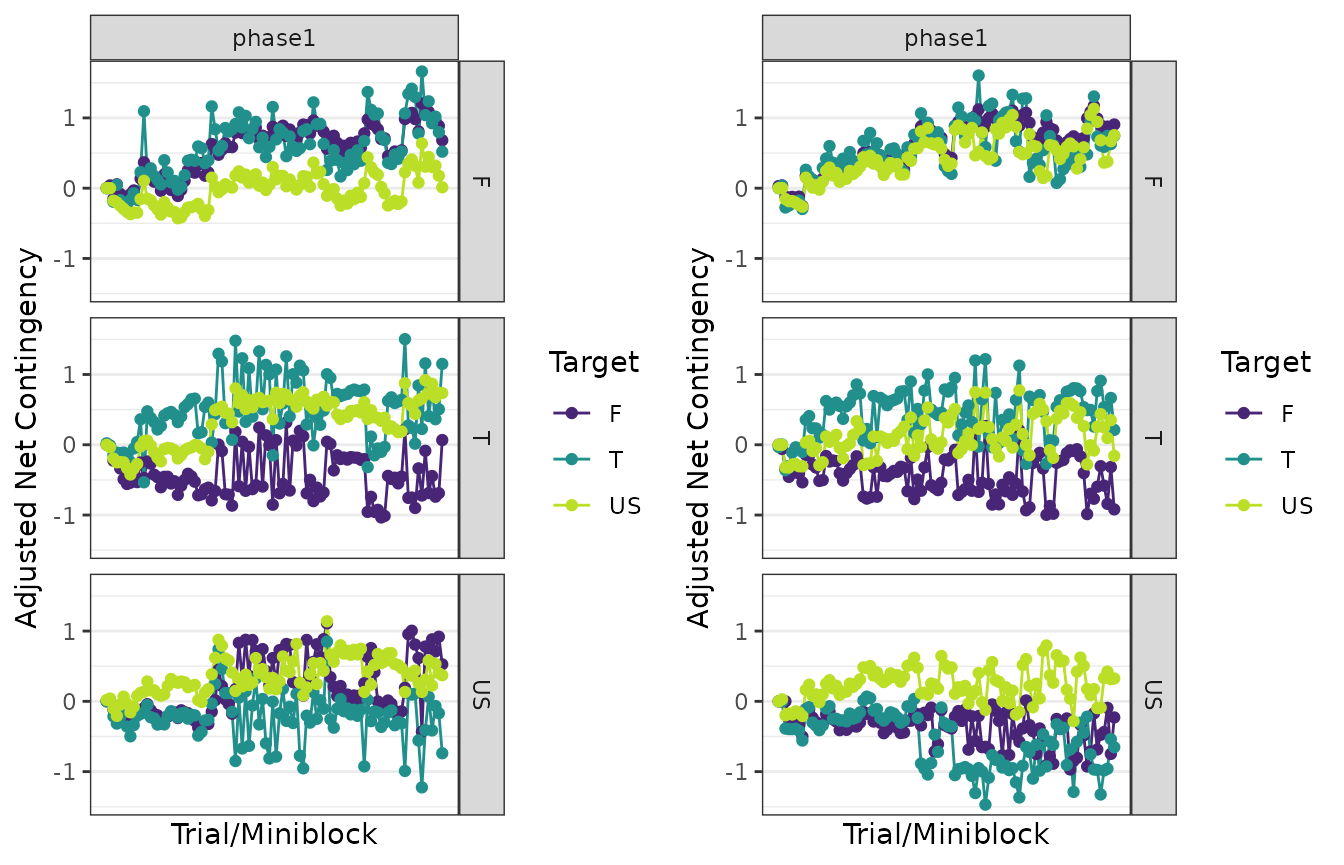 phase1
1
0
-1
F
1
0
-1
T
1
0
-1
US
Adjusted Net Contingency
Trial/Miniblock
Target
F
T
US
phase1
1
0
-1
F
1
0
-1
T
1
0
-1
US
Adjusted Net Contingency
Trial/Miniblock
Target
F
T
US